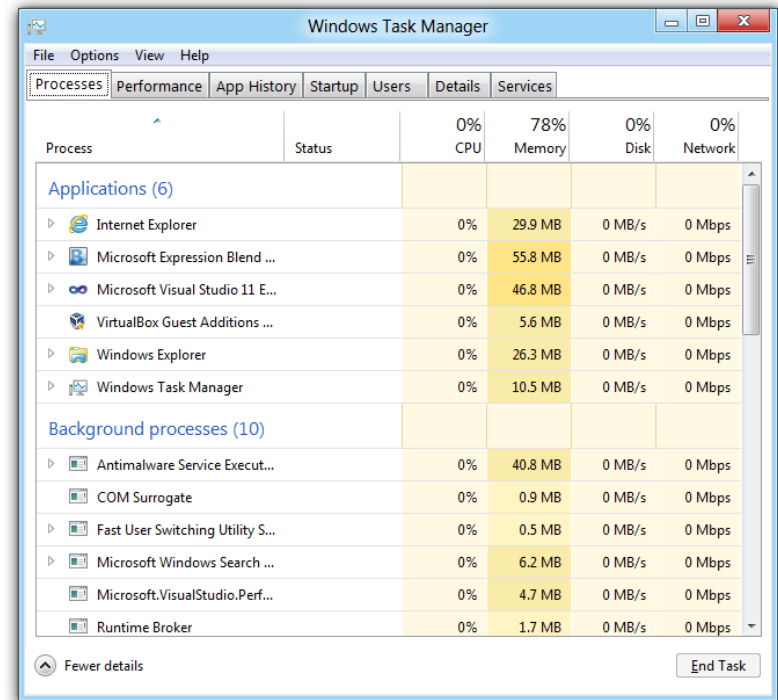 Windows Task Manager
File Options View Help
Processes Performance App History Startup Users Details Services
0% 78% 0% 0%
Process Status CPU Memory Disk Network
Applications (6)
Internet Explorer 0% 29.9 MB 0 MB/s 0 Mbps
Microsoft Expression Blend ... 0% 55.8 MB 0 MB/s 0 Mbps
Microsoft Visual Studio 11 E... 0% 46.8 MB 0 MB/s 0 Mbps
VirtualBox Guest Additions ... 0% 5.6 MB 0 MB/s 0 Mbps
Windows Explorer 0% 26.3 MB 0 MB/s 0 Mbps
Windows Task Manager 0% 10.5 MB 0 MB/s 0 Mbps
Background processes (10)
Antimalware Service Execut... 0% 40.8 MB 0 MB/s 0 Mbps
COM Surrogate 0% 0.9 MB 0 MB/s 0 Mbps
Fast User Switching Utility S... 0% 0.5 MB 0 MB/s 0 Mbps
Microsoft Windows Search ... 0% 6.2 MB 0 MB/s 0 Mbps
Microsoft.VisualStudio.Perf... 0% 4.7 MB 0 MB/s 0 Mbps
Runtime Broker 0% 1.7 MB 0 MB/s 0 Mbps
Fewer details End Task